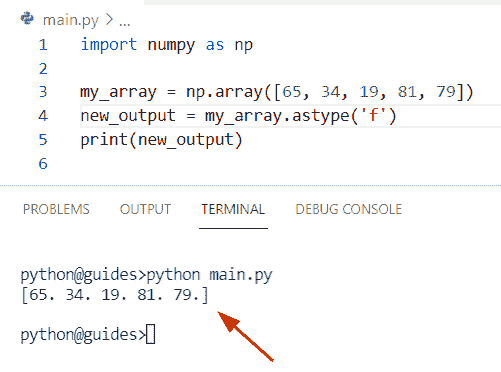 main.py > ...
1 import numpy as np
2
3 my_array = np.array([65, 34, 19, 81, 79])
4 new_output = my_array.astype('f')
5 print(new_output)
6
PROBLEMS OUTPUT TERMINAL DEBUG CONSOLE
python@guides>python main.py
[65. 34. 19. 81. 79.]
python@guides>